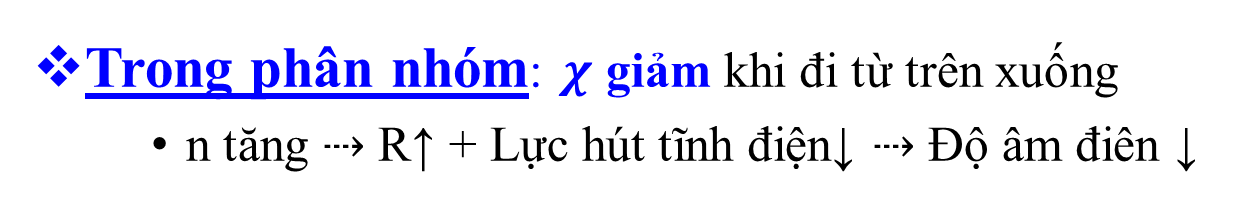 ❖Trong phân nhóm: χ giảm khi đi từ trên xuống
• n tăng ⇢ R↑ + Lực hút tĩnh điện↓ ⇢ Độ âm điên ↓